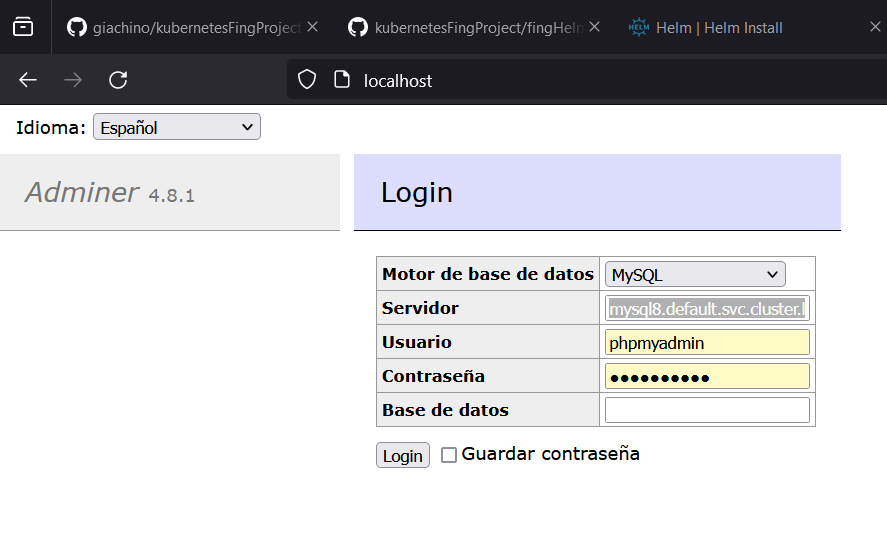 giachino/kubernetesFingProject
kubernetesFingProject/fingHelm
HELM
Helm | Helm Install
localhost
Idioma: Español
Adminer 4.8.1
Login
Motor de base de datos MySQL
Servidor mysql8.default.svc.cluster.l
Usuario phpmyadmin
Contraseña ●●●●●●●●●●
Base de datos
Login Guardar contraseña